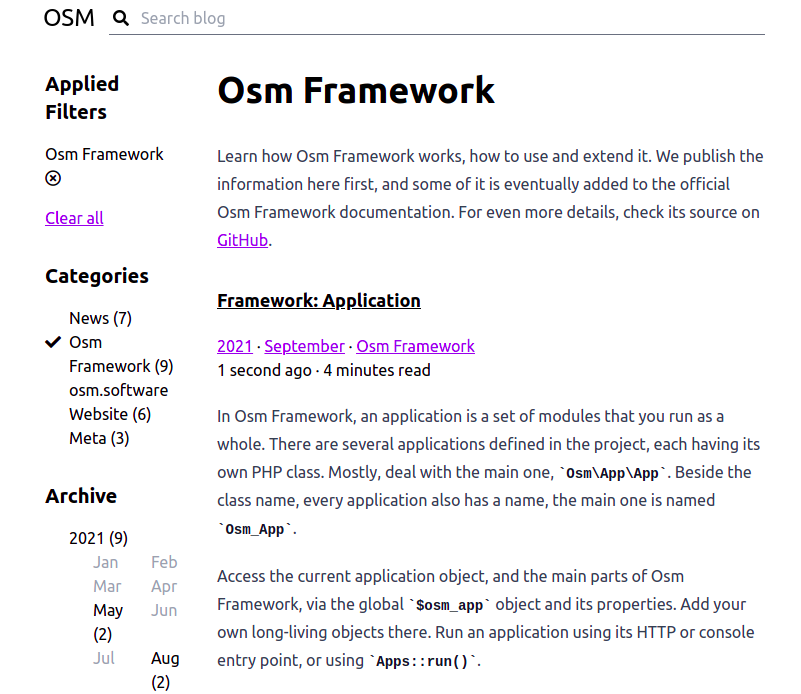 OSM Search blog
Applied
Filters
Osm Framework
Clear all
Categories
News (7)
Osm
Framework (9)
osm.software
Website (6)
Meta (3)
Archive
2021 (9)
Jan Feb
Mar Apr
May Jun
(2)
Jul Aug
(2)
Osm Framework
Learn how Osm Framework works, how to use and extend it. We publish the
information here first, and some of it is eventually added to the official
Osm Framework documentation. For even more details, check its source on
GitHub.
Framework: Application
2021 · September · Osm Framework
1 second ago · 4 minutes read
In Osm Framework, an application is a set of modules that you run as a
whole. There are several applications defined in the project, each having its
own PHP class. Mostly, deal with the main one, `Osm\App\App`. Beside the
class name, every application also has a name, the main one is named
`Osm_App`.
Access the current application object, and the main parts of Osm
Framework, via the global `$osm_app` object and its properties. Add your
own long-living objects there. Run an application using its HTTP or console
entry point, or using `Apps::run()`.